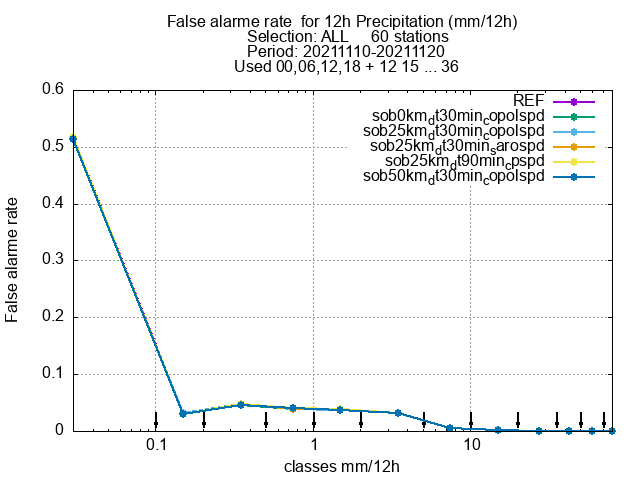 False alarme rate  for 12h Precipitation (mm/12h)
Selection: ALL     60 stations
Period: 20211110-20211120
Used 00,06,12,18 + 12 15 ... 36
REF
sob0km_dt30min_copolspd
sob25km_dt30min_copolspd
sob25km_dt30min_sarospd
sob25km_dt90min_cpspd
sob50km_dt30min_copolspd
0.6
0.5
0.4
0.3
0.2
0.1
0
False alarme rate
0.1
1
10
classes mm/12h